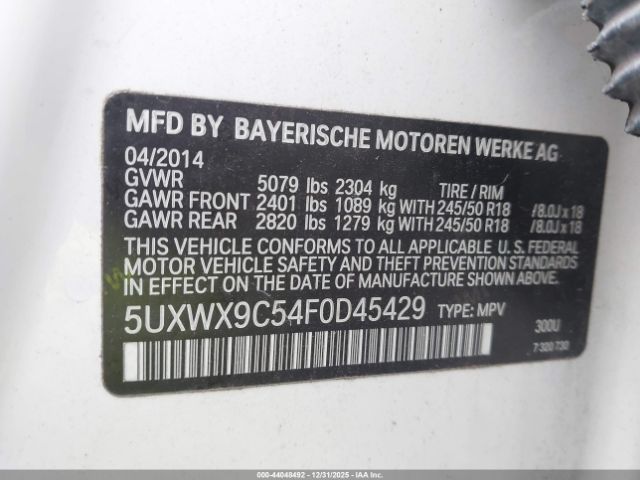 MFD BY BAYERISCHE MOTOREN WERKE AG
04/2014
GVWR 5079 lbs 2304 kg TIRE / RIM
GAWR FRONT 2401 lbs 1089 kg WITH 245/50 R18 / 8.0J x 18
GAWR REAR 2820 lbs 1279 kg WITH 245/50 R18 / 8.0J x 18
THIS VEHICLE CONFORMS TO ALL APPLICABLE U. S. FEDERAL
MOTOR VEHICLE SAFETY AND THEFT PREVENTION STANDARDS
IN EFFECT ON THE DATE OF MANUFACTURE SHOWN ABOVE.
5UXWX9C54F0D45429 TYPE: MPV
300U
7 320 730
000-44048492 - 12/31/2025 - IAAI.CA